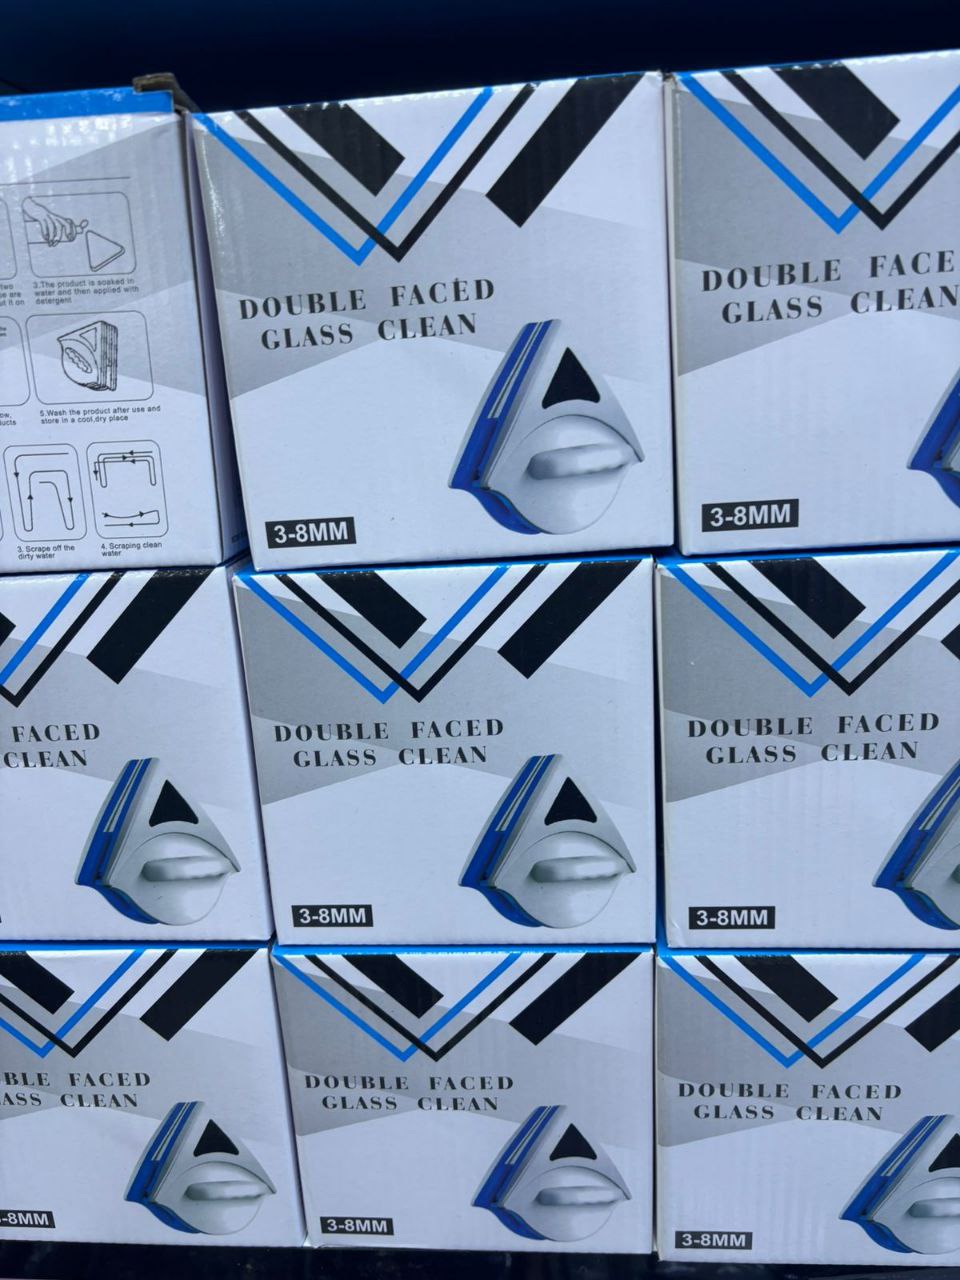 two
pe are
ut it on
3.The product is soaked in
water and then applied with
detergent
ow,
ucts
5.Wash the product after use and
store in a cool,dry place
3. Scrape off the
dirty water
4. Scraping clean
water
DOUBLE FACED
GLASS CLEAN
3-8MM
DOUBLE FACE
GLASS CLEAN
3-8MM
FACED
CLEAN
DOUBLE FACED
GLASS CLEAN
3-8MM
DOUBLE FACED
GLASS CLEAN
3-8MM
BLE FACED
ASS CLEAN
-8MM
DOUBLE FACED
GLASS CLEAN
3-8MM
DOUBLE FACED
GLASS CLEAN
3-8MM